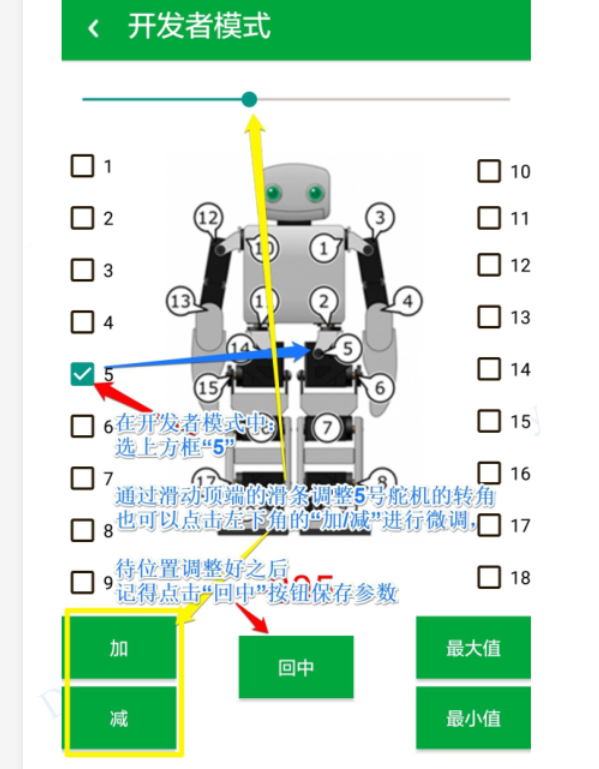 开发者模式
1
10
2
11
12
3
3
12
10
1
13
1
2
4
4
13
14
5
5
14
15
6
6
在开发者模式中:
选上方框“5”
7
15
7
17
8
16
通过滑动顶端的滑条调整5号舵机的转角
也可以点击左下角的“加/减”进行微调,
8
17
待位置调整好之后
9
18
记得点击“回中”按钮保存参数
加
回中
最大值
减
最小值